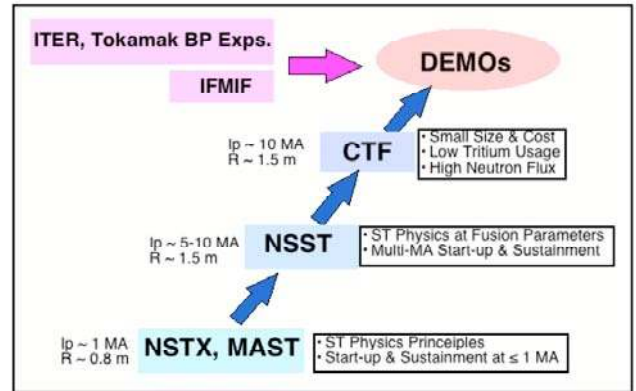 ITER, Tokamak BP Exps.
IFMIF
DEMOs
Ip ~ 10 MA
R ~ 1.5 m
CTF
• Small Size & Cost
• Low Tritium Usage
• High Neutron Flux
Ip ~ 5-10 MA
R ~ 1.5 m
NSST
• ST Physics at Fusion Parameters
• Multi-MA Start-up & Sustainment
Ip ~ 1 MA
R ~ 0.8 m
NSTX, MAST
• ST Physics Princeiples
• Start-up & Sustainment at ≤ 1 MA